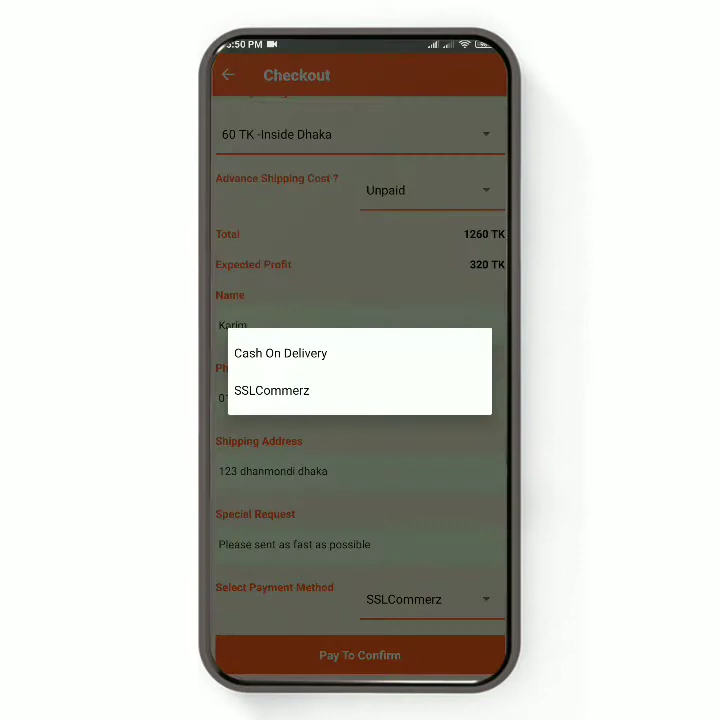 :50 PM
Checkout
60 TK -Inside Dhaka
Advance Shipping Cost ?
Unpaid
Total
1260 TK
Expected Profit
320 TK
Name
Karim
Cash On Delivery
SSLCommerz
Shipping Address
123 dhanmondi dhaka
Special Request
Please sent as fast as possible
Select Payment Method
SSLCommerz
Pay To Confirm